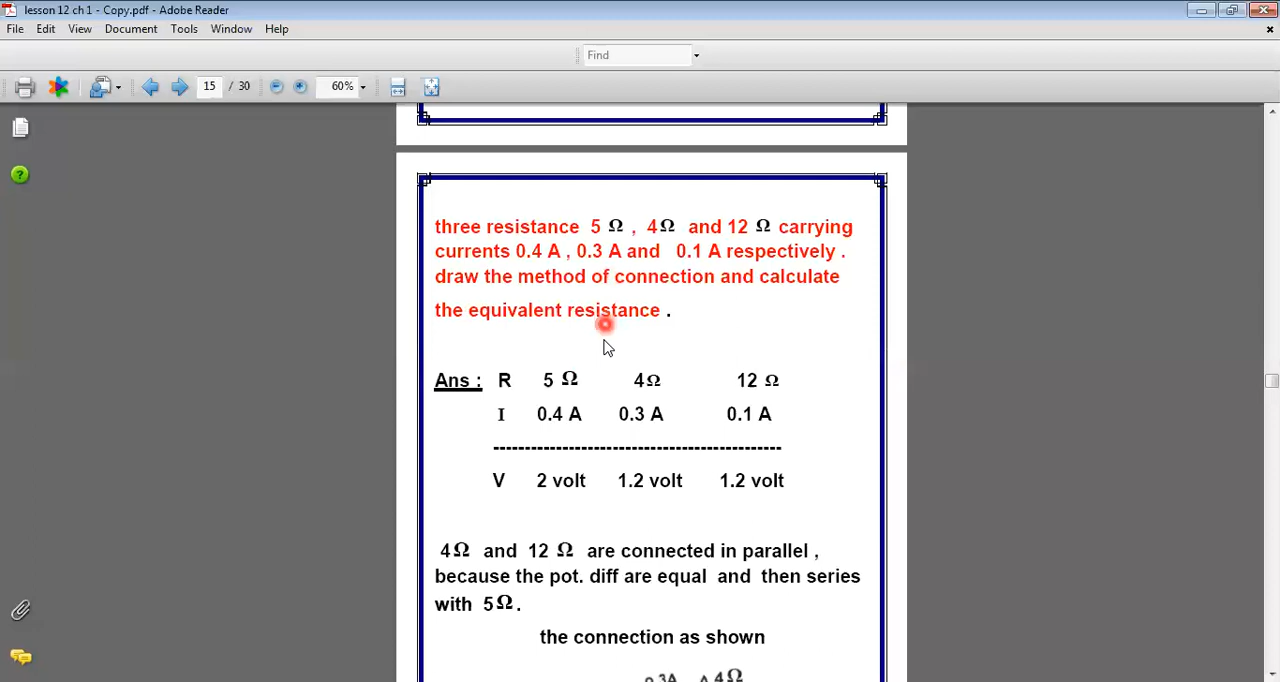 lesson 12 ch 1 - Copy.pdf - Adobe Reader
File Edit View Document Tools Window Help
Find
15 / 30 60%
three resistance 5 Ω , 4Ω and 12 Ω carrying
currents 0.4 A , 0.3 A and 0.1 A respectively .
draw the method of connection and calculate
the equivalent resistance .
Ans : R 5 Ω 4Ω 12 Ω
I 0.4 A 0.3 A 0.1 A
---------------------------------------------
V 2 volt 1.2 volt 1.2 volt
4Ω and 12 Ω are connected in parallel ,
because the pot. diff are equal and then series
with 5Ω .
the connection as shown
0.3A 4Ω